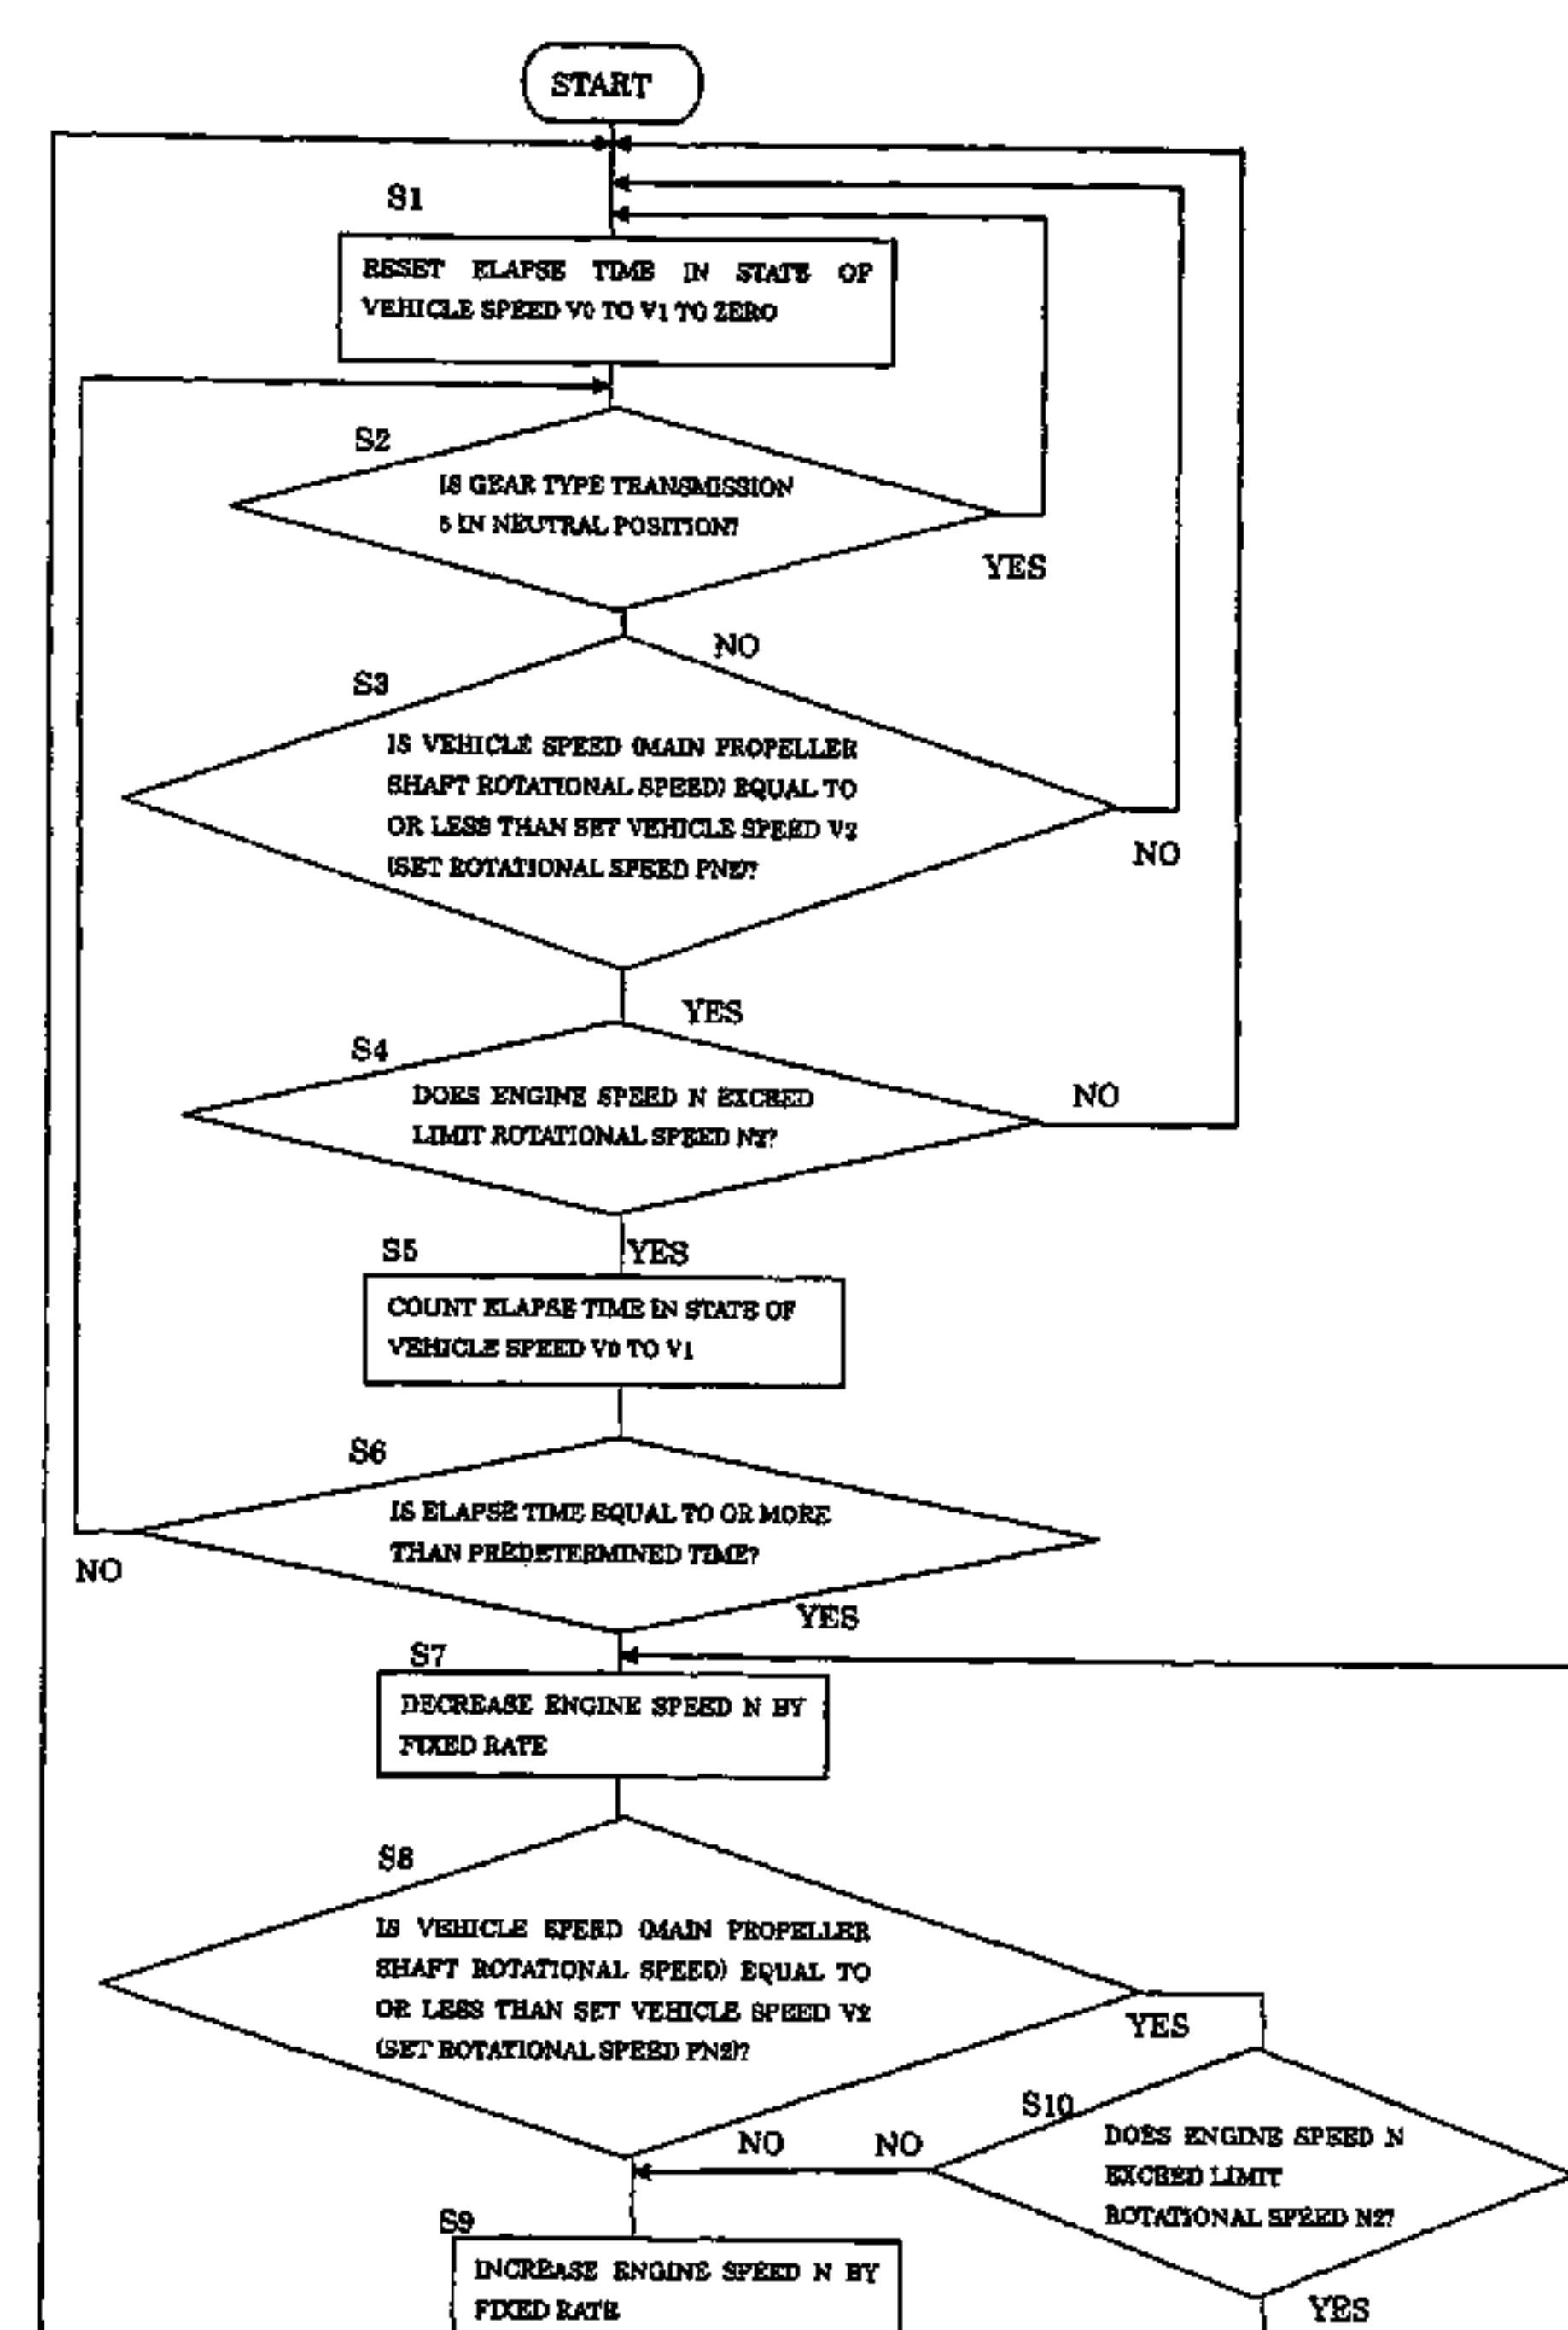 START
S1
RESET ELAPSE TIME IN STATE OF
VEHICLE SPEED V0 TO V1 TO ZERO
S2
IS GEAR TYPE TRANSMISSION
5 IN NEUTRAL POSITION?
YES
NO
S3
IS VEHICLE SPEED (MAIN PROPELLER
SHAFT ROTATIONAL SPEED) EQUAL TO
OR LESS THAN SET VEHICLE SPEED
(SET ROTATIONAL SPEED
NO
YES
S4
DOES ENGINE SPEED N EXCEED
LIMIT ROTATIONAL SPEED
NO
S5
YES
COUNT ELAPSE TIME IN STATE OF
VEHICLE SPEED V0 TO V1
S6
IS ELAPSE TIME EQUAL TO OR MORE
THAN PREDETERMINED TIME?
NO
YES
S7
DECREASE ENGINE SPEED N BY
FIXED RATE
S8
IS VEHICLE SPEED (MAIN PROPELLER
SHAFT ROTATIONAL SPEED) EQUAL TO
OR LESS THAN SET VEHICLE SPEED V2
(SET ROTATIONAL SPEED PN2)?
YES
S10
DOES ENGINE SPEED N
EXCEED LIMIT
ROTATIONAL SPEED N2?
NO
NO
S9
INCREASE ENGINE SPEED N BY
FIXED RATE
YES